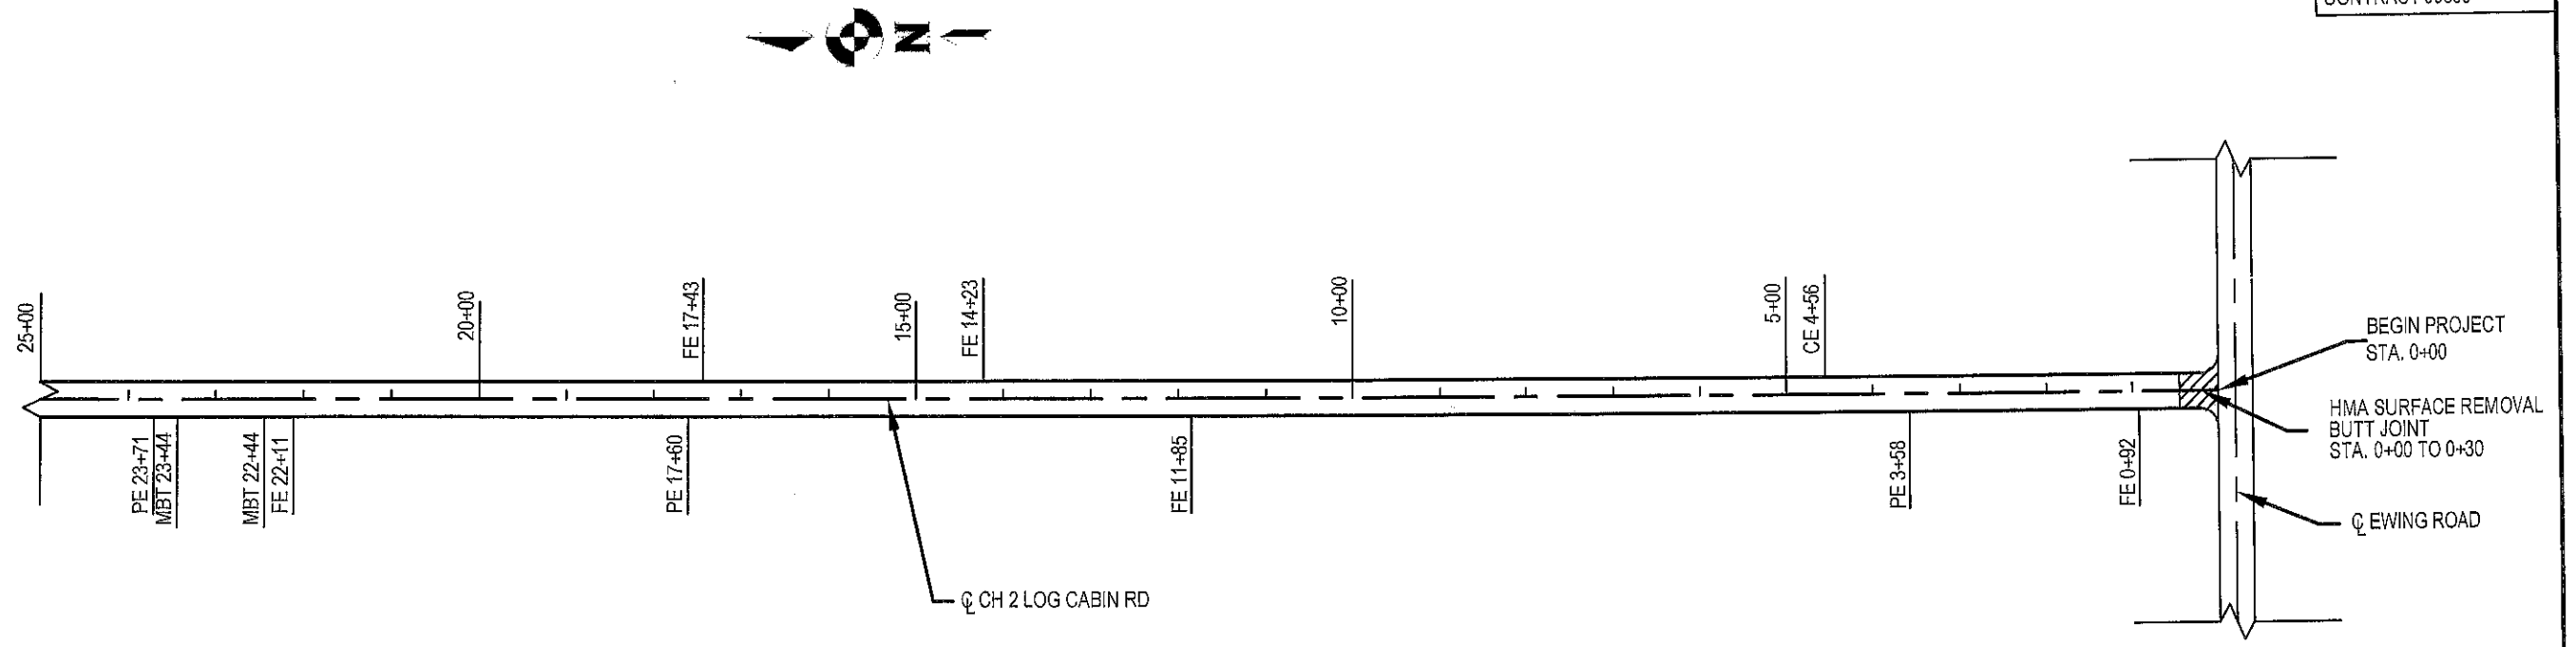 N
25+00
20+00
FE 17+43
15+00
FE 14+23
10+00
5+00
CE 4+56
BEGIN PROJECT
STA. 0+00
HMA SURFACE REMOVAL
BUTT JOINT
STA. 0+00 TO 0+30
PE 23+71
MBT 23+44
MBT 22+44
FE 22+11
PE 17+60
FE 11+85
PE 3+58
FE 0+92
℄ EWING ROAD
℄ CH 2 LOG CABIN RD